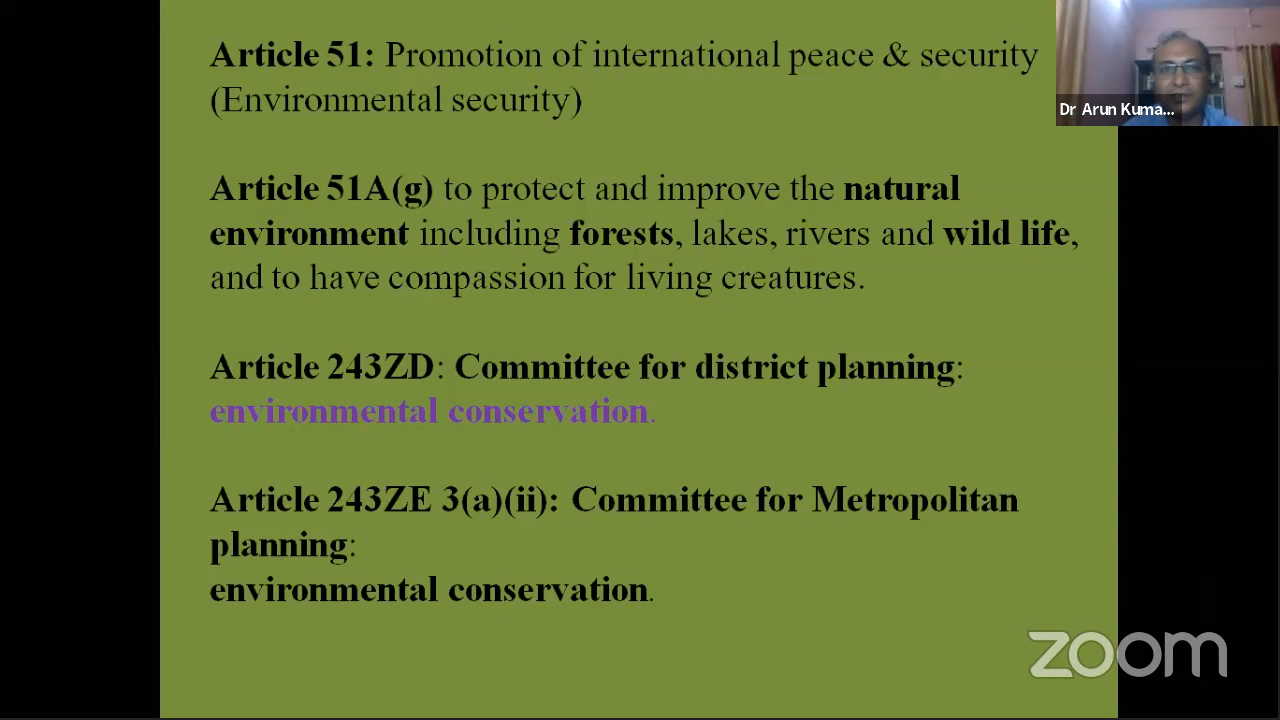 Article 51: Promotion of international peace & security
(Environmental security)
Dr Arun Kuma...
Article 51A(g) to protect and improve the natural
environment including forests, lakes, rivers and wild life,
and to have compassion for living creatures.
Article 243ZD: Committee for district planning:
environmental conservation.
Article 243ZE 3(a)(ii): Committee for Metropolitan
planning:
environmental conservation.
zoom